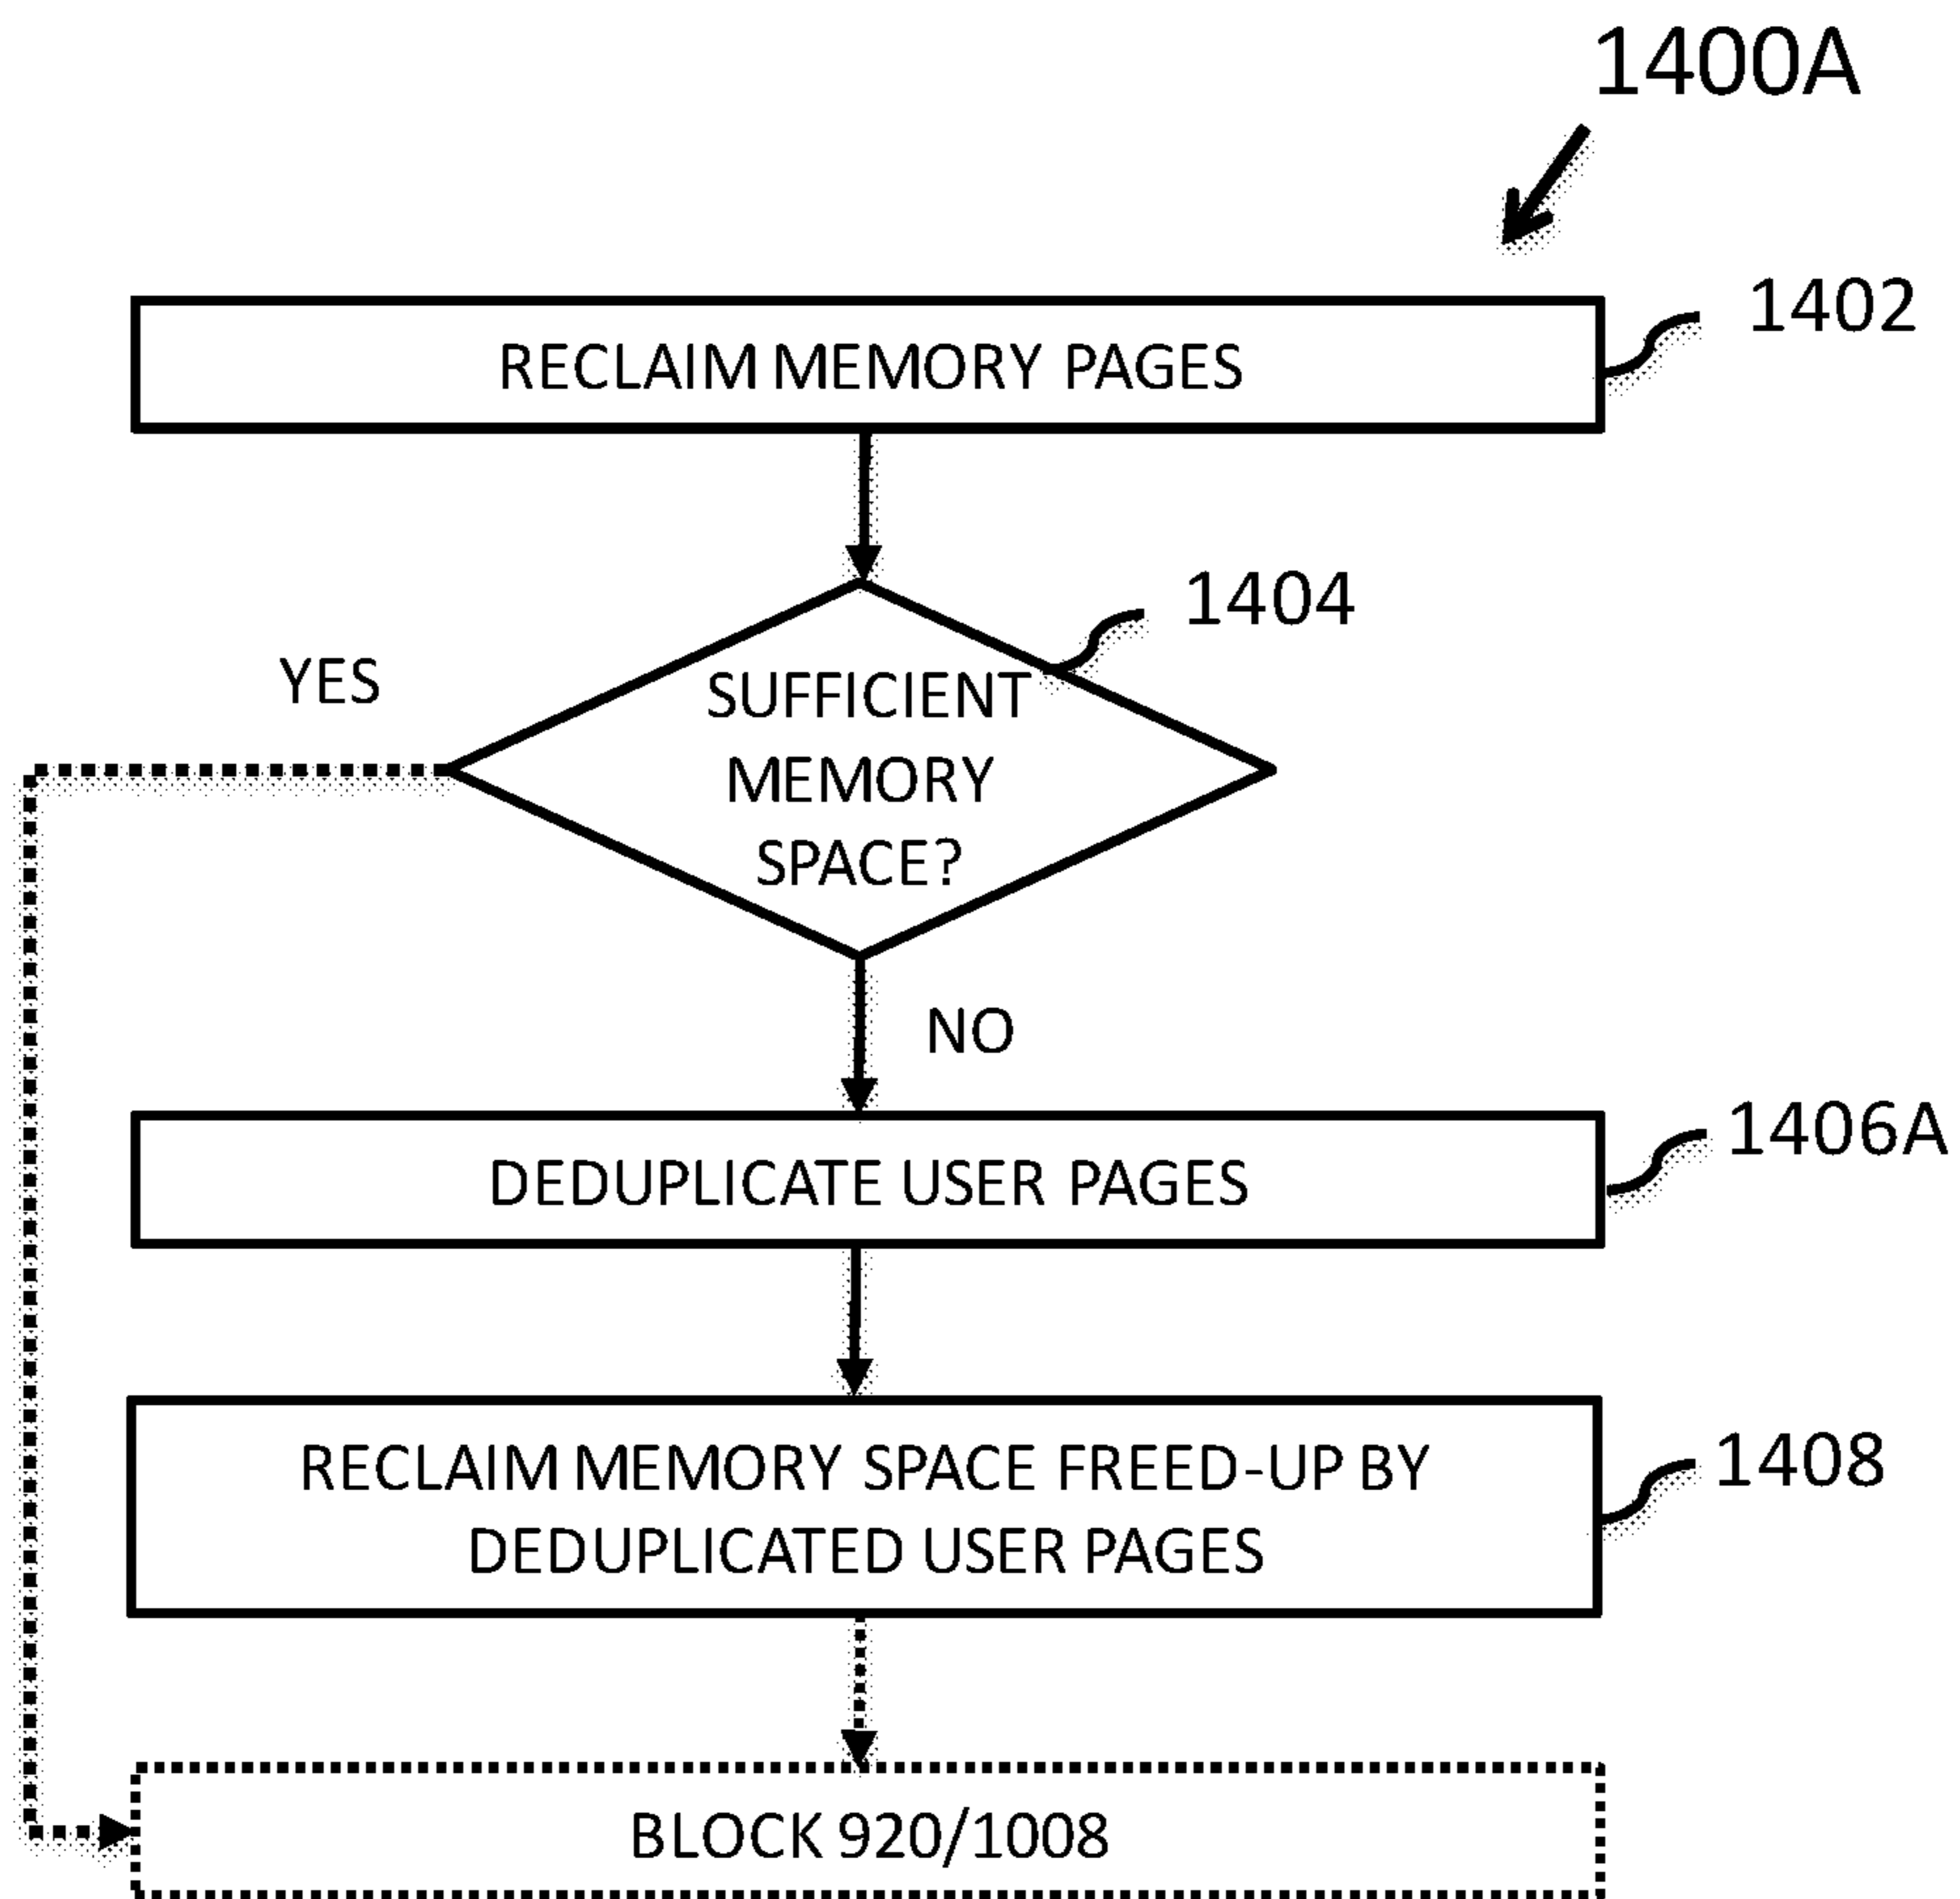 1400A
1402
RECLAIM MEMORY PAGES
1404
YES
SUFFICIENT
MEMORY
SPACE?
NO
1406A
DEDUPLICATE USER PAGES
RECLAIM MEMORY SPACE FREED-UP BY
1408
DEDUPLICATED USER PAGES
BLOCK 920/1008